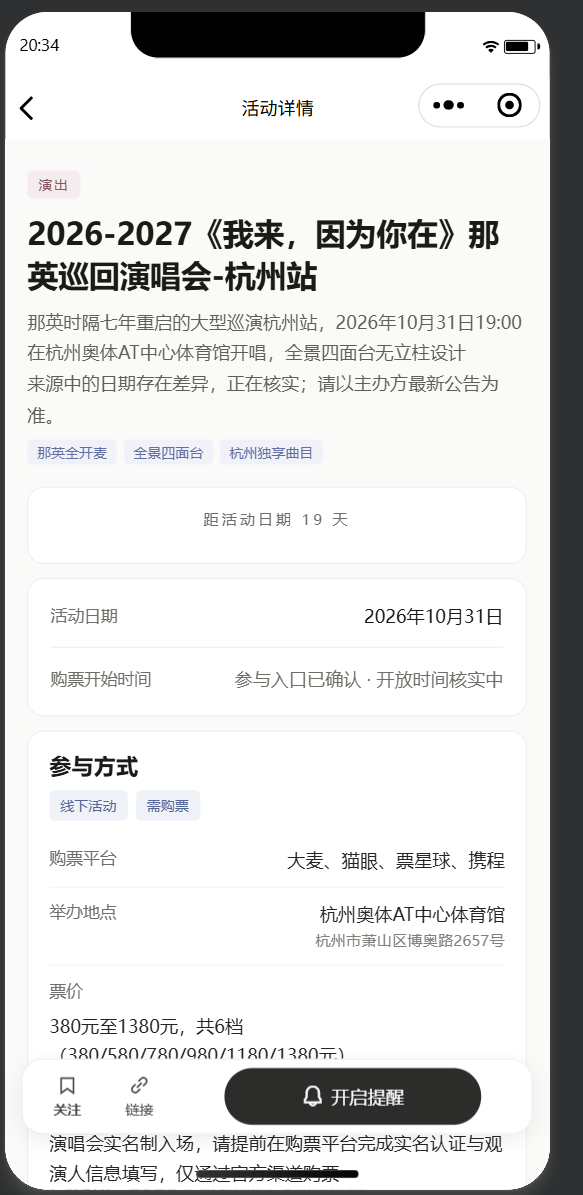 20:34
活动详情
演出
2026-2027《我来，因为你在》那
英巡回演唱会-杭州站
那英时隔七年重启的大型巡演杭州站，2026年10月31日19:00
在杭州奥体AT中心体育馆开唱，全景四面台无立柱设计
来源中的日期存在差异，正在核实；请以主办方最新公告为
准。
那英全开麦 全景四面台 杭州独享曲目
距活动日期 19 天
活动日期 2026年10月31日
购票开始时间 参与入口已确认 · 开放时间核实中
参与方式
线下活动 需购票
购票平台 大麦、猫眼、票星球、携程
举办地点 杭州奥体AT中心体育馆
杭州市萧山区博奥路2657号
票价
380元至1380元，共6档
（380/580/780/980/1180/1380元）
关注 链接 开启提醒
演唱会实名制入场，请提前在购票平台完成实名认证与观
演人信息填写，仅通过官方渠道购票